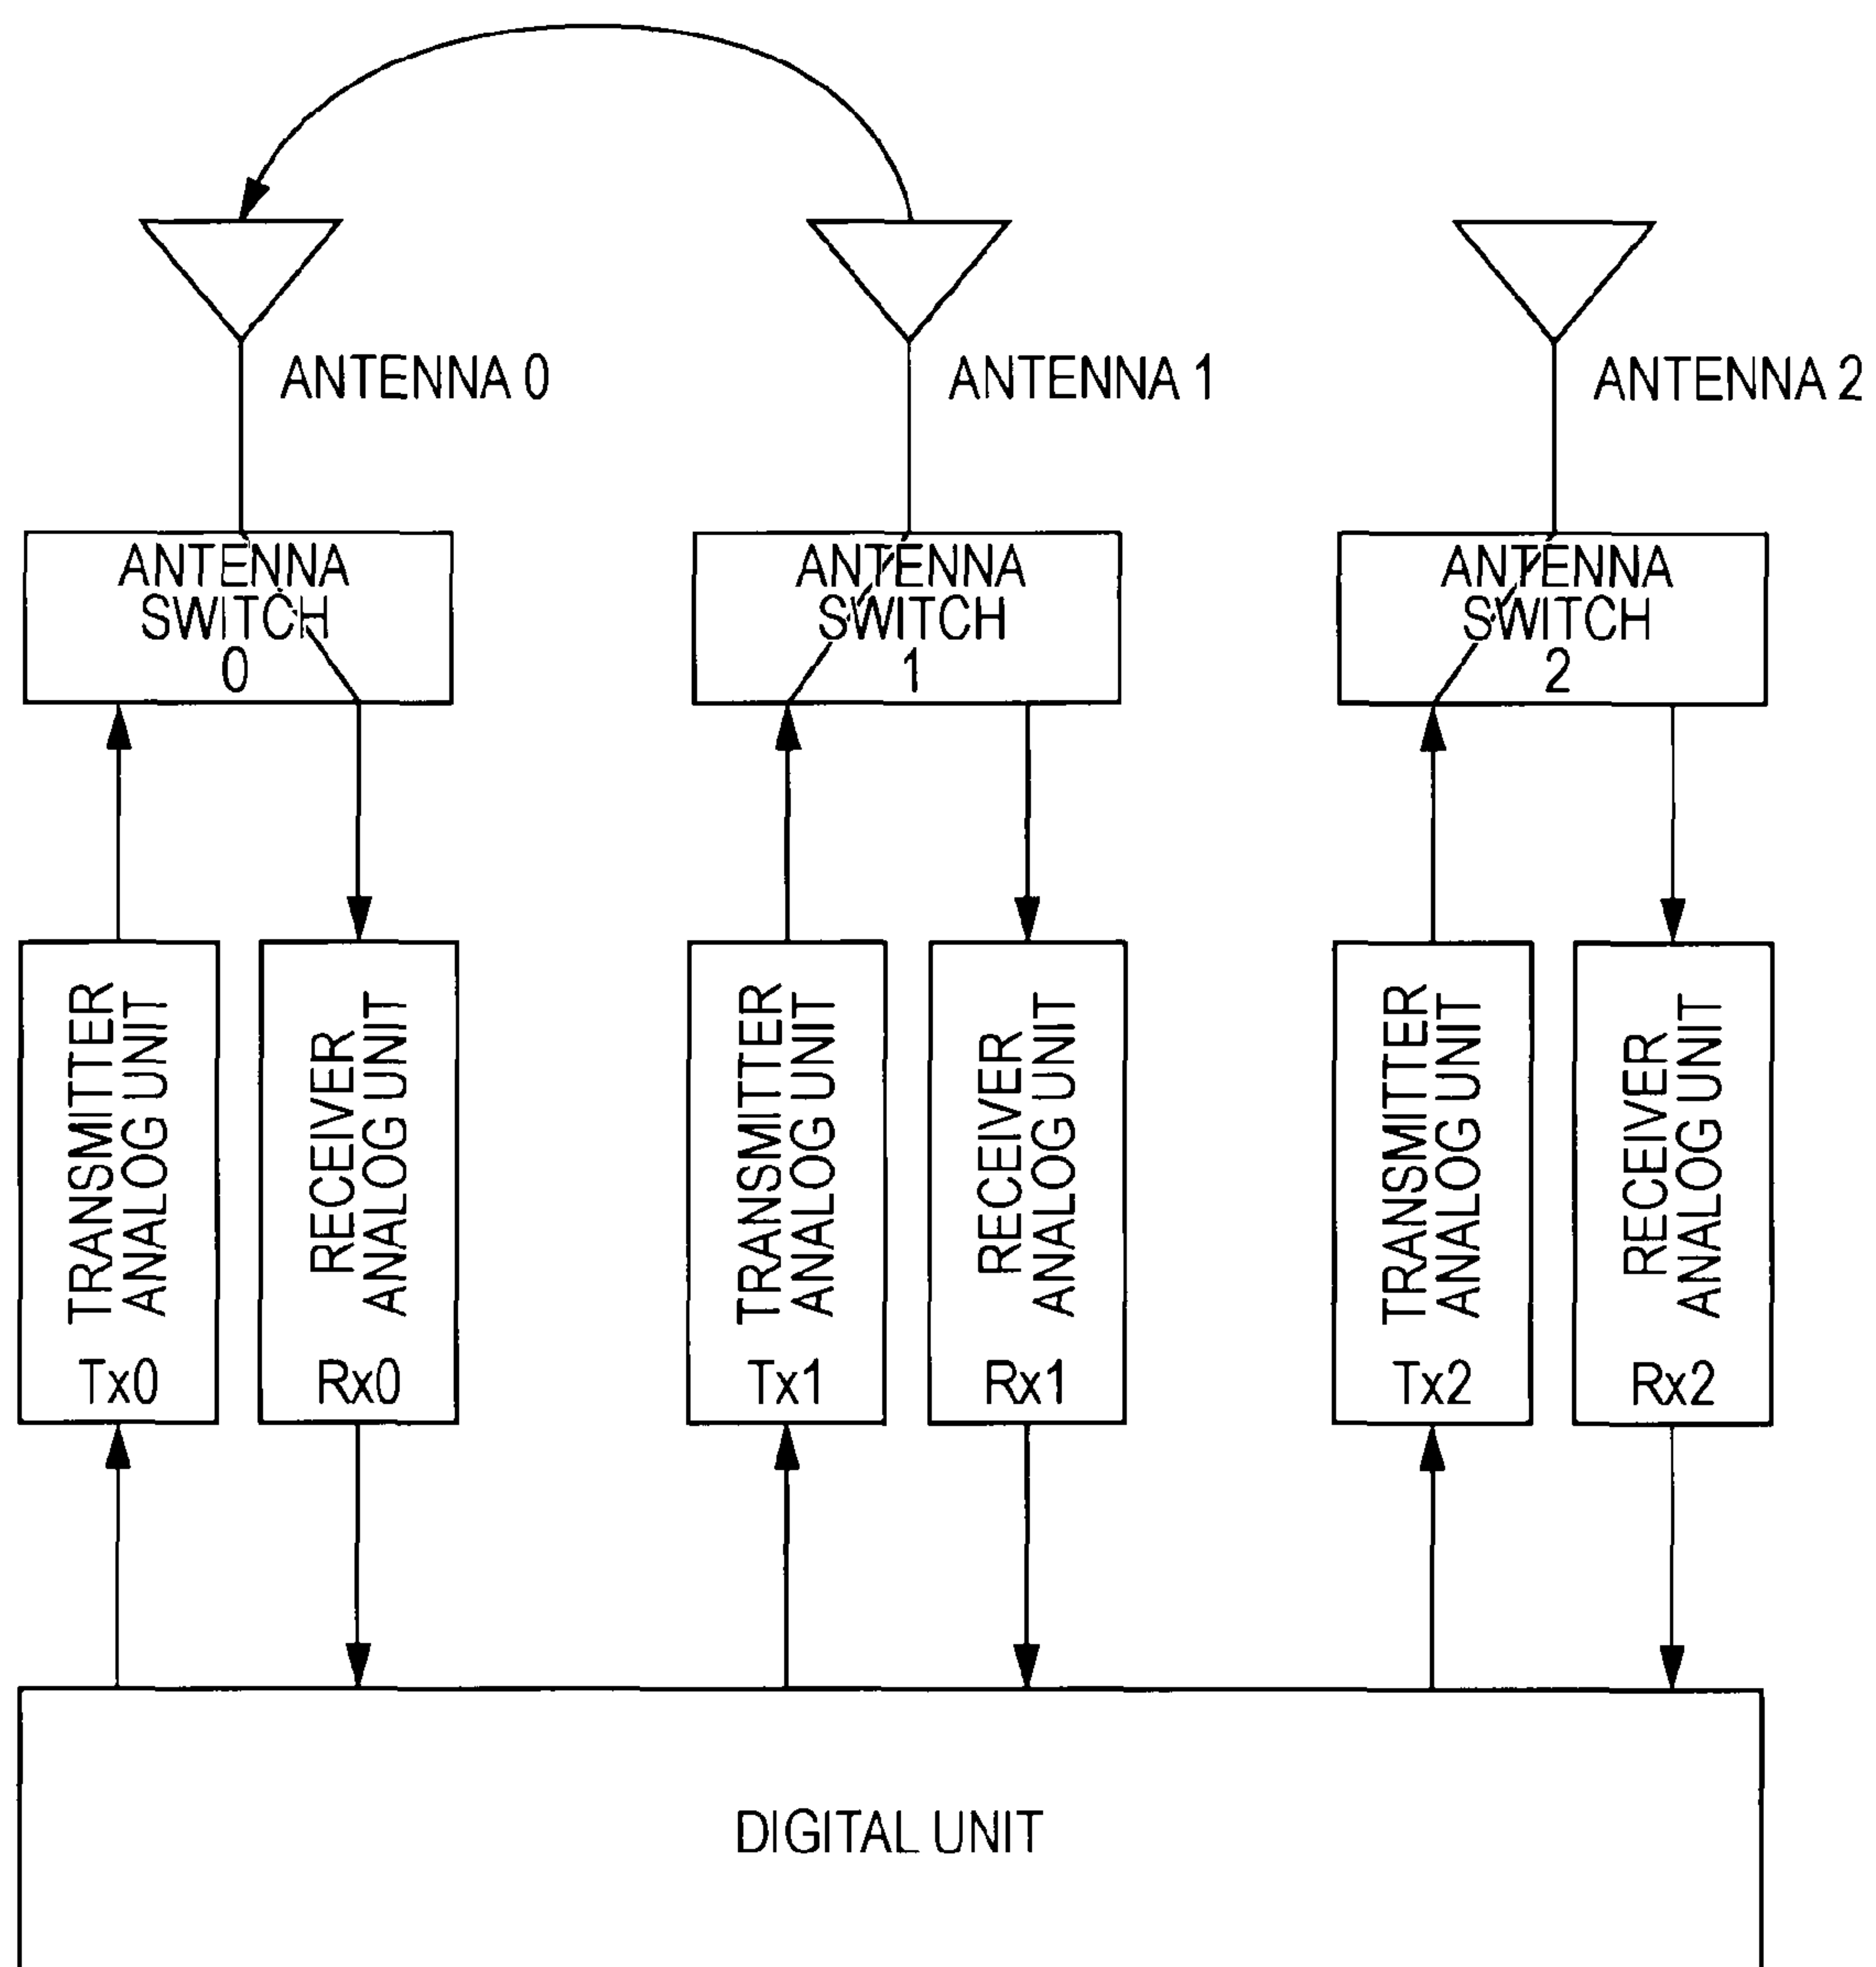 ANTENNA 0
ANTENNA 1
ANTENNA 2
ANTENNA
SWITCH
0
ANTENNA
SWITCH
1
ANTENNA
SWITCH
2
TRANSMITTER
ANALOG UNIT
Tx0
RECEIVER
ANALOG UNIT
Rx0
TRANSMITTER
ANALOG UNIT
Tx1
RECEIVER
ANALOG UNIT
Rx1
TRANSMITTER
ANALOG UNIT
Tx2
RECEIVER
ANALOG UNIT
Rx2
DIGITAL UNIT